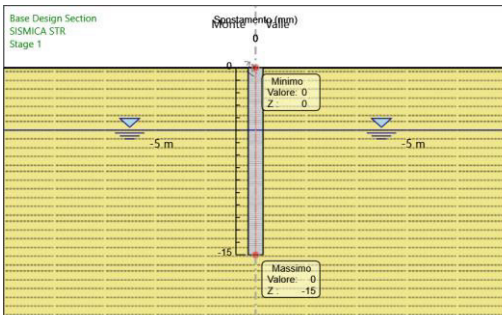 Base Design Section
SISMICA STR
Stage 1
Spostamento (mm)
Monte Valle
0
0
Minimo
Valore: 0
Z : 0
-5 m
-5 m
-15
Massimo
Valore: 0
Z : -15